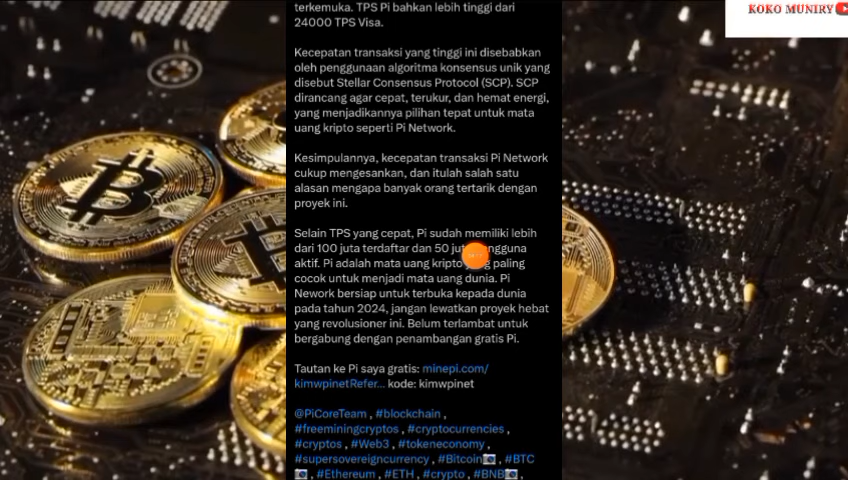 KOKO MUNIRY
terkemuka. TPS Pi bahkan lebih tinggi dari
24000 TPS Visa.
Kecepatan transaksi yang tinggi ini disebabkan
oleh penggunaan algoritma konsensus unik yang
disebut Stellar Consensus Protocol (SCP). SCP
dirancang agar cepat, terukur, dan hemat energi,
yang menjadikannya pilihan tepat untuk mata
uang kripto seperti Pi Network.
Kesimpulannya, kecepatan transaksi Pi Network
cukup mengesankan, dan itulah salah satu
alasan mengapa banyak orang tertarik dengan
proyek ini.
Selain TPS yang cepat, Pi sudah memiliki lebih
dari 100 juta terdaftar dan 50
aktif. Pi adalah mata uang kripto paling
cocok untuk menjadi mata uang dunia. Pi
Nework bersiap untuk terbuka kepada dunia
pada tahun 2024, jangan lewatkan proyek hebat
yang revolusioner ini. Belum terlambat untuk
bergabung dengan penambangan gratis Pi.
Tautan ke Pi saya gratis: minepi.com/
kimwpinetRefer... kode: kimwpinet
@PiCoreTeam , #blockchain ,
#freeminingcryptos , #cryptocurrencies ,
#cryptos , #Web3 , #tokeneconomy ,
#supersovereigncurrency , #Bitcoin , #BTC
, #Ethereum , #ETH , #crypto , #BNB ,